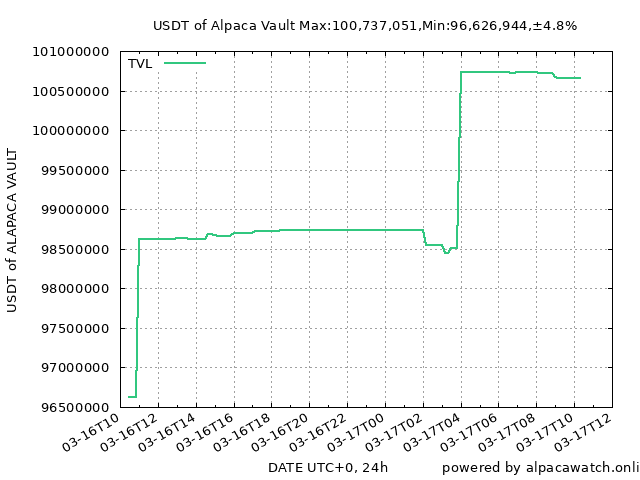 USDT of Alpaca Vault Max:100,737,051,Min:96,626,944,±4.8%
TVL
101000000
100500000
100000000
99500000
99000000
98500000
98000000
97500000
97000000
96500000
USDT of ALAPACA VAULT
03-16T10
03-16T12
03-16T14
03-16T16
03-16T18
03-16T20
03-16T22
03-17T00
03-17T02
03-17T04
03-17T06
03-17T08
03-17T10
03-17T12
DATE UTC+0, 24h
powered by alpacawatch.onli